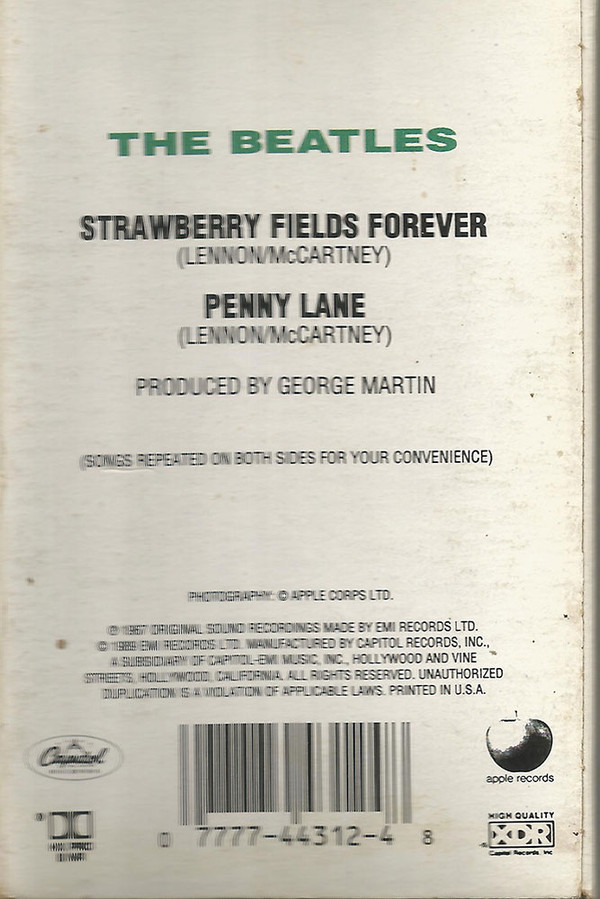 THE BEATLES
STRAWBERRY FIELDS FOREVER
(LENNON/McCARTNEY)
PENNY LANE
(LENNON/McCARTNEY)
PRODUCED BY GEORGE MARTIN
(SONGS REPEATED ON BOTH SIDES FOR YOUR CONVENIENCE)
PHOTOGRAPHY: © APPLE CORPS LTD.
℗ 1967 ORIGINAL SOUND RECORDINGS MADE BY EMI RECORDS LTD.
© 1989 EMI RECORDS LTD. MANUFACTURED BY CAPITOL RECORDS, INC.,
A SUBSIDIARY OF CAPITOL-EMI MUSIC, INC., HOLLYWOOD AND VINE
STREETS, HOLLYWOOD, CALIFORNIA. ALL RIGHTS RESERVED. UNAUTHORIZED
DUPLICATION IS A VIOLATION OF APPLICABLE LAWS. PRINTED IN U.S.A.
Capitol
apple records
0 7777-44312-4 8
HIGH QUALITY
XDR
Capitol Records, Inc